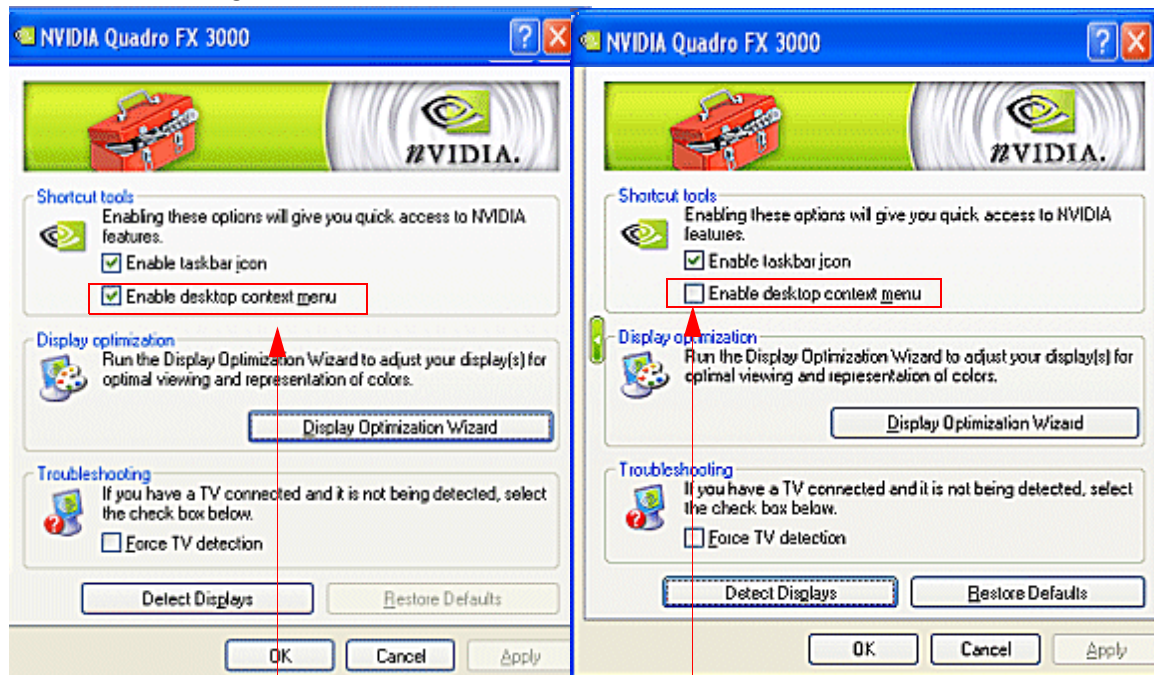 NVIDIA Quadro FX 3000
NVIDIA.
Shortcut tools
Enabling these options will give you quick access to NVIDIA
features.
Enable taskbar icon
Enable desktop context menu
Display optimization
Run the Display Optimization Wizard to adjust your display(s) for
optimal viewing and representation of colors.
Display Optimization Wizard
Troubleshooting
If you have a TV connected and it is not being detected, select
the check box below.
Force TV detection
Detect Displays
Restore Defaults
OK
Cancel
Apply
NVIDIA Quadro FX 3000
NVIDIA.
Shortcut tools
Enabling these options will give you quick access to NVIDIA
features.
Enable taskbar icon
Enable desktop context menu
Display optimization
Run the Display Optimization Wizard to adjust your display(s) for
optimal viewing and representation of colors.
Display Optimization Wizard
Troubleshooting
If you have a TV connected and it is not being detected, select
the check box below.
Force TV detection
Detect Displays
Restore Defaults
OK
Cancel
Apply